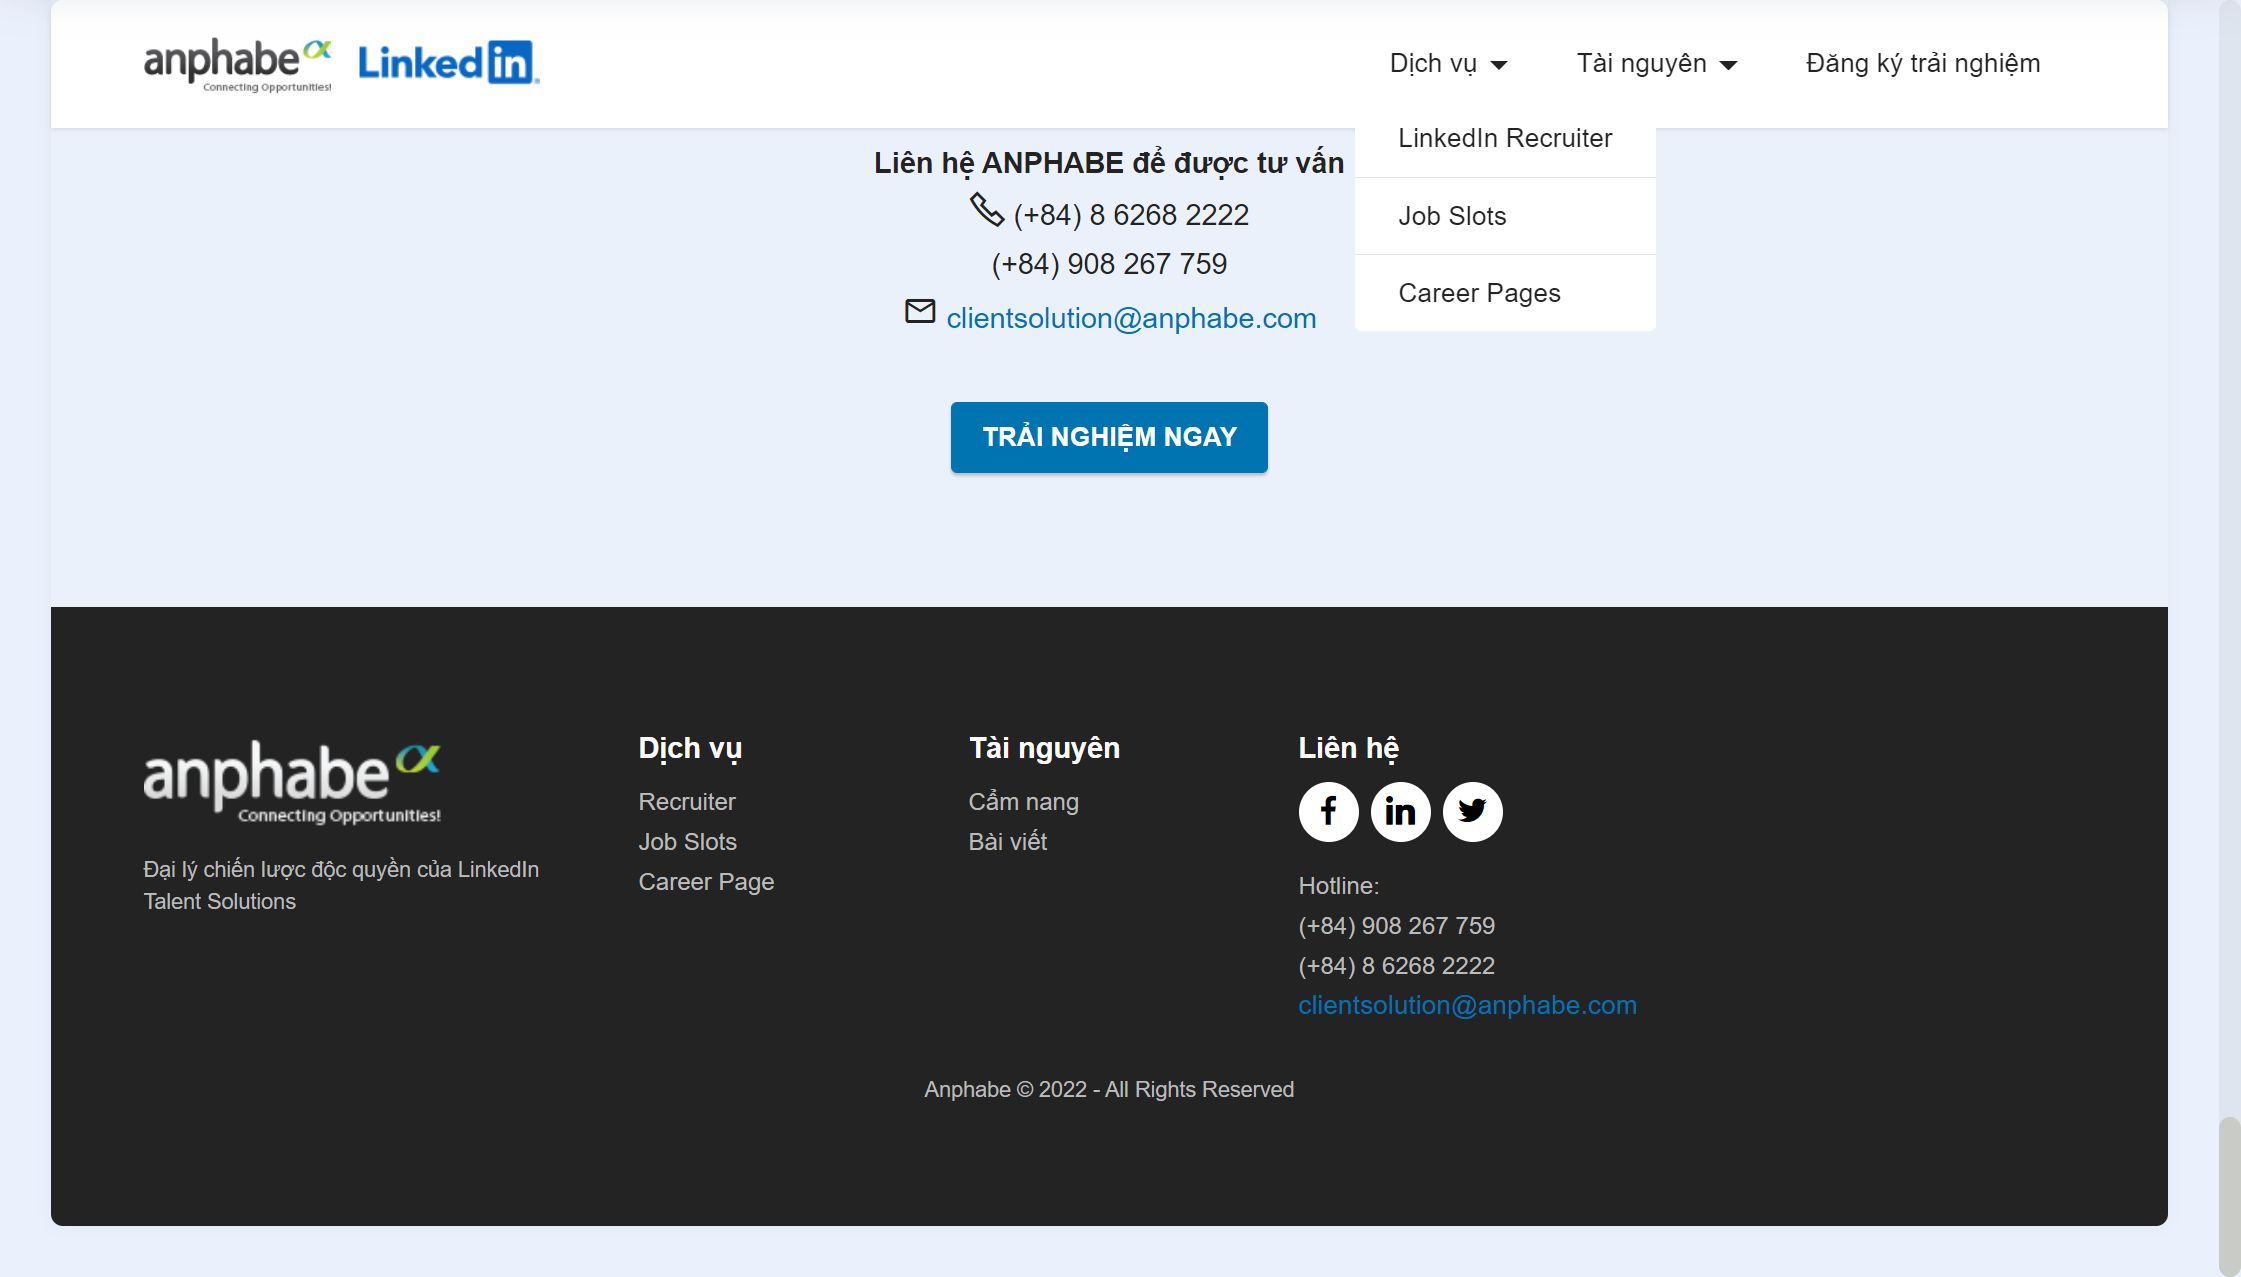 anphabe
Connecting Opportunities!
LinkedIn
Dịch vụ
Tài nguyên
Đăng ký trải nghiệm
LinkedIn Recruiter
Job Slots
Career Pages
Liên hệ ANPHABE để được tư vấn
(+84) 8 6268 2222
(+84) 908 267 759
clientsolution@anphabe.com
TRẢI NGHIỆM NGAY
anphabe
Connecting Opportunities!
Đại lý chiến lược độc quyền của LinkedIn
Talent Solutions
Dịch vụ
Recruiter
Job Slots
Career Page
Tài nguyên
Cẩm nang
Bài viết
Liên hệ
Hotline:
(+84) 908 267 759
(+84) 8 6268 2222
clientsolution@anphabe.com
Anphabe © 2022 - All Rights Reserved